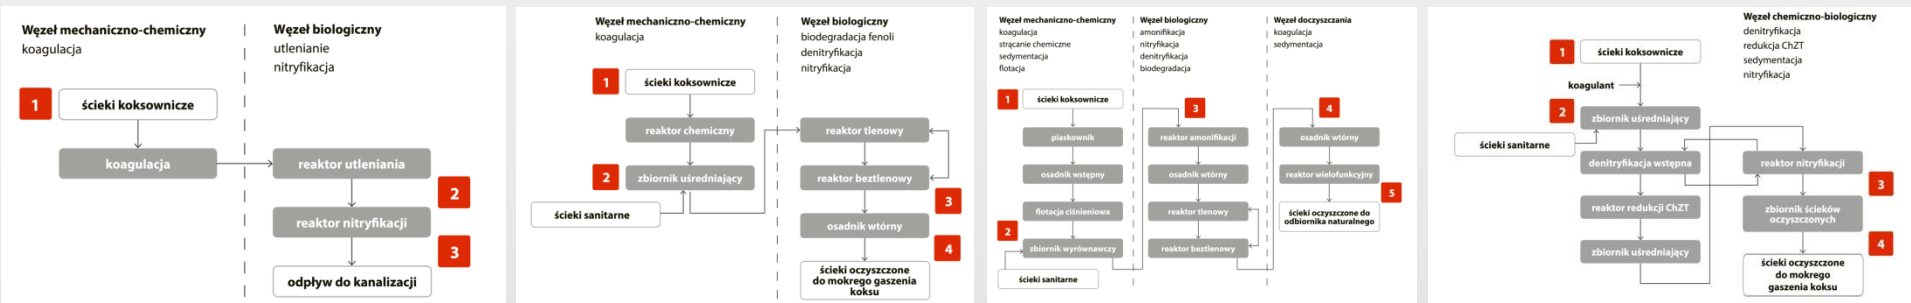 Węzeł mechaniczno-chemiczny
koagulacja
Węzeł biologiczny
utlenianie
nitryfikacja
1
ścieki koksownicze
koagulacja
reaktor utleniania
2
reaktor nitryfikacji
3
odpływ do kanalizacji
Węzeł mechaniczno-chemiczny
koagulacja
Węzeł biologiczny
biodegradacja fenoli
denitryfikacja
nitryfikacja
1
ścieki koksownicze
reaktor chemiczny
2
zbiornik uśredniający
ścieki sanitarne
reaktor tlenowy
reaktor beztlenowy
3
osadnik wtórny
4
ścieki oczyszczone
do mokrego gaszenia
koksu
Węzeł mechaniczno-chemiczny
koagulacja
strącanie chemiczne
sedymentacja
flotacja
Węzeł biologiczny
amonifikacja
nitryfikacja
denitryfikacja
biodegradacja
Węzeł doczyszczania
koagulacja
sedymentacja
1
ścieki koksownicze
piaskownik
osadnik wstępny
flotacja ciśnieniowa
2
zbiornik wyrównawczy
ścieki sanitarne
3
reaktor amonifikacji
osadnik wtórny
reaktor tlenowy
reaktor beztlenowy
4
osadnik wtórny
reaktor wielofunkcyjny
5
ścieki oczyszczone do
odbiornika naturalnego
Węzeł chemiczno-biologiczny
denitryfikacja
redukcja ChZT
sedymentacja
nitryfikacja
1
ścieki koksownicze
koagulant
2
zbiornik uśredniający
ścieki sanitarne
denitryfikacja wstępna
reaktor redukcji ChZT
zbiornik uśredniający
reaktor nitryfikacji
3
zbiornik ścieków
oczyszczonych
4
ścieki oczyszczone
do mokrego
gaszenia koksu